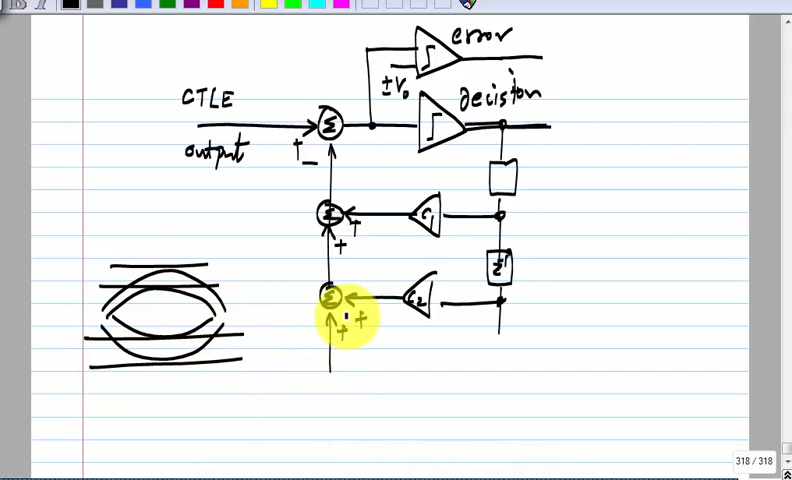 error
±V₀
CTLE
decision
Σ
output
+
−
Σ
+
C₁
+
z⁻¹
Σ
+
C₂
+
318 / 318